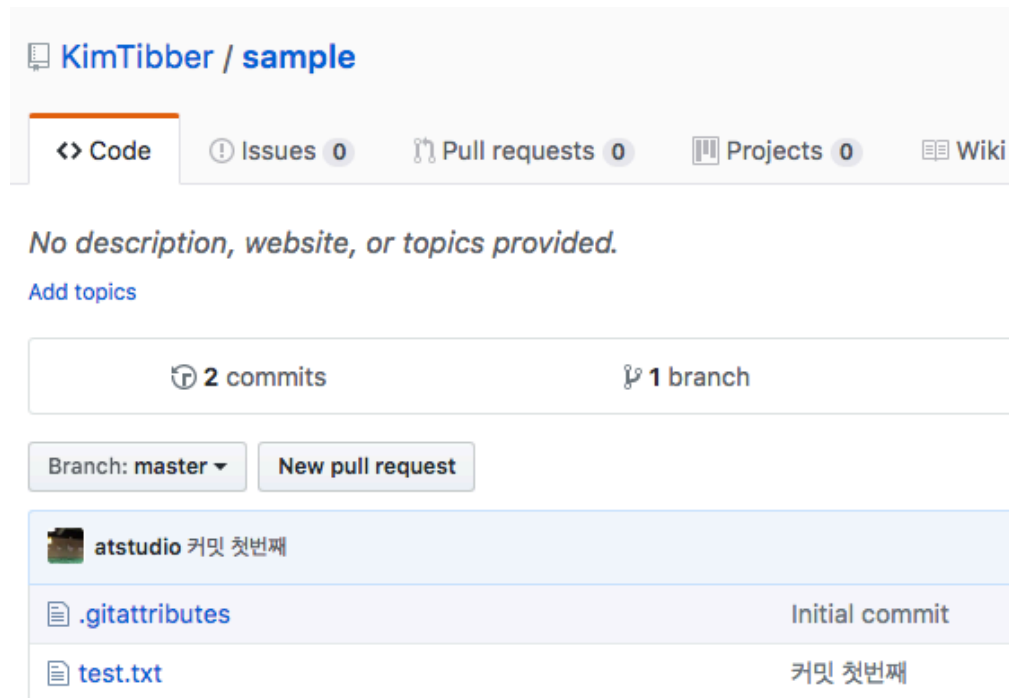 KimTibber / sample
Code Issues 0 Pull requests 0 Projects 0 Wiki
No description, website, or topics provided.
Add topics
2 commits 1 branch
Branch: master New pull request
atstudio 커밋 첫번째
.gitattributes Initial commit
test.txt 커밋 첫번째